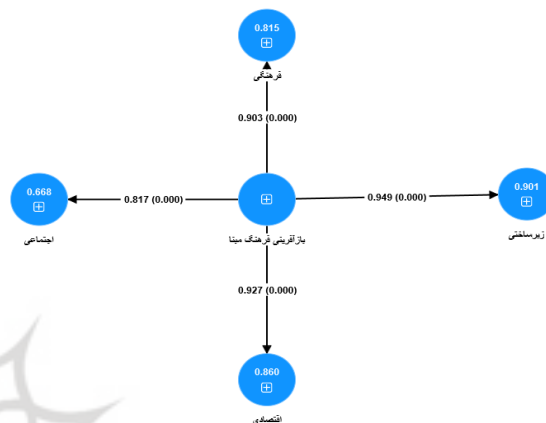 0.815
فرهنگی
0.903 (0.000)
0.668
0.817 (0.000)
0.949 (0.000)
0.901
اجتماعی
بازآفرینی فرهنگ مبنا
زیرساختی
0.927 (0.000)
0.860
اقتصادی